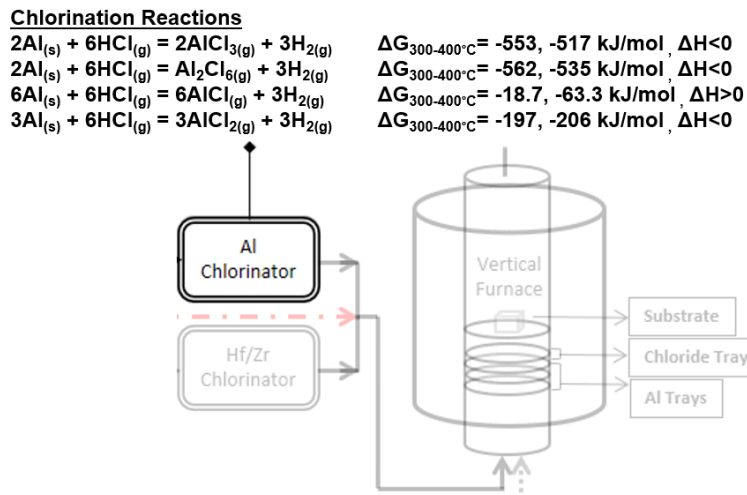 Chlorination Reactions
2Al(s) + 6HCl(g) = 2AlCl3(g) + 3H2(g) ΔG300-400°C= -553, -517 kJ/mol , ΔH<0
2Al(s) + 6HCl(g) = Al2Cl6(g) + 3H2(g) ΔG300-400°C= -562, -535 kJ/mol , ΔH<0
6Al(s) + 6HCl(g) = 6AlCl(g) + 3H2(g) ΔG300-400°C= -18.7, -63.3 kJ/mol , ΔH>0
3Al(s) + 6HCl(g) = 3AlCl2(g) + 3H2(g) ΔG300-400°C= -197, -206 kJ/mol , ΔH<0
Al
Chlorinator
Hf/Zr
Chlorinator
Vertical
Furnace
Substrate
Chloride Tray
Al Trays